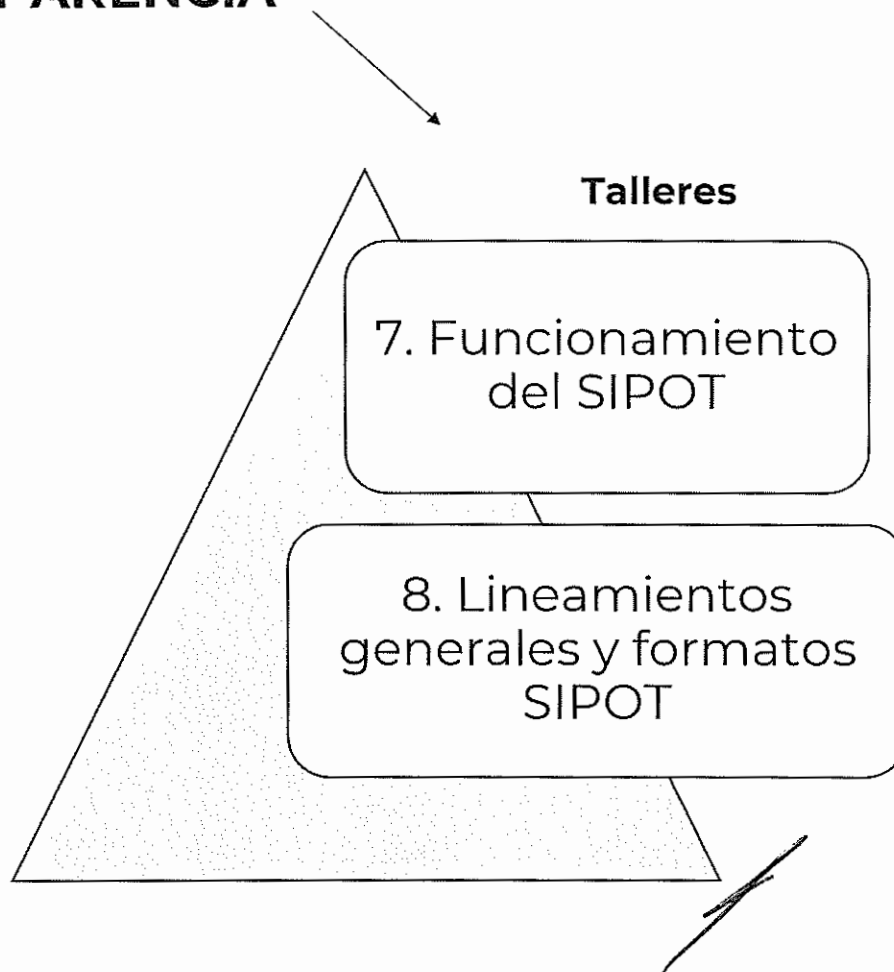 Talleres
7. Funcionamiento
del SIPOT
8. Lineamientos
generales y formatos
SIPOT